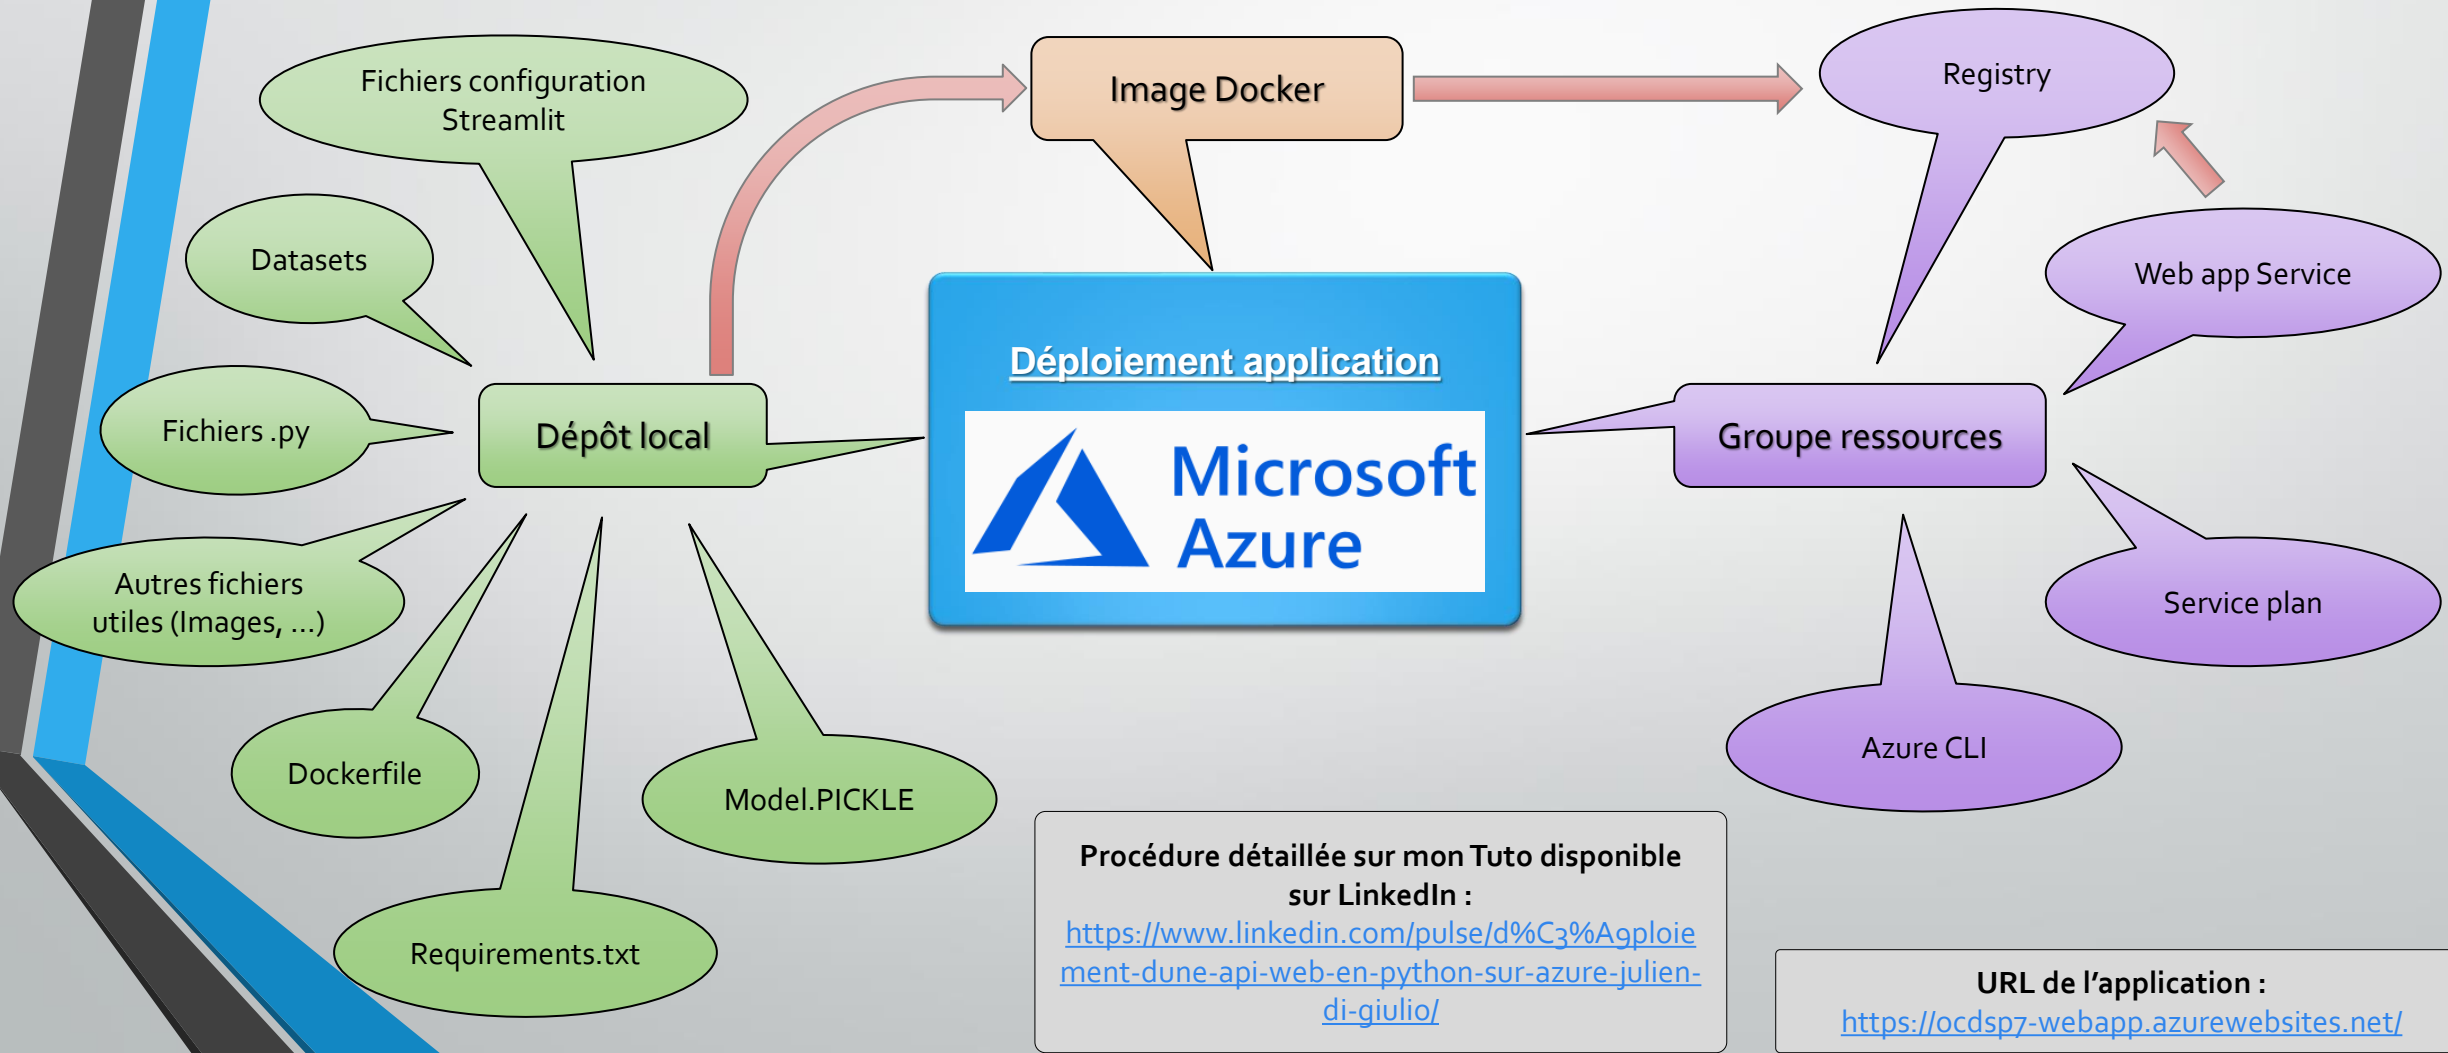 Fichiers configuration
Streamlit
Image Docker
Registry
Datasets
Web app Service
Déploiement application
Microsoft
Azure
Fichiers .py
Dépôt local
Groupe ressources
Autres fichiers
utiles (Images, ...)
Service plan
Dockerfile
Model.PICKLE
Azure CLI
Requirements.txt
Procédure détaillée sur mon Tuto disponible
sur LinkedIn :
https://www.linkedin.com/pulse/d%C3%A9ploie
ment-dune-api-web-en-python-sur-azure-julien-
di-giulio/
URL de l'application :
https://ocdsp7-webapp.azurewebsites.net/